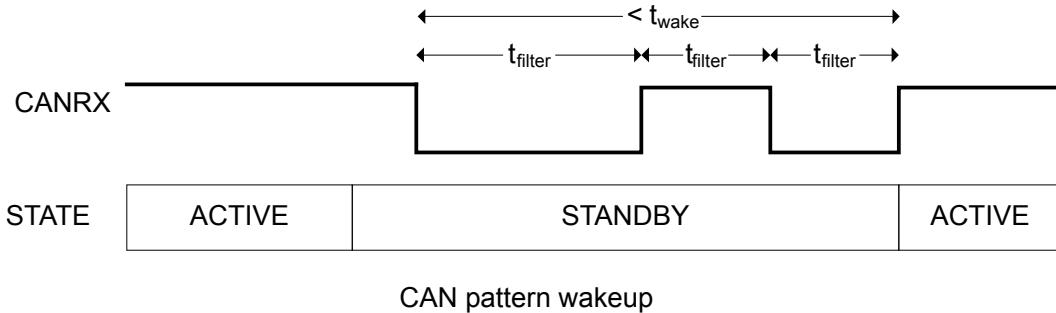 < twake
tfilter tfilter tfilter
CANRX
STATE ACTIVE STANDBY ACTIVE
CAN pattern wakeup